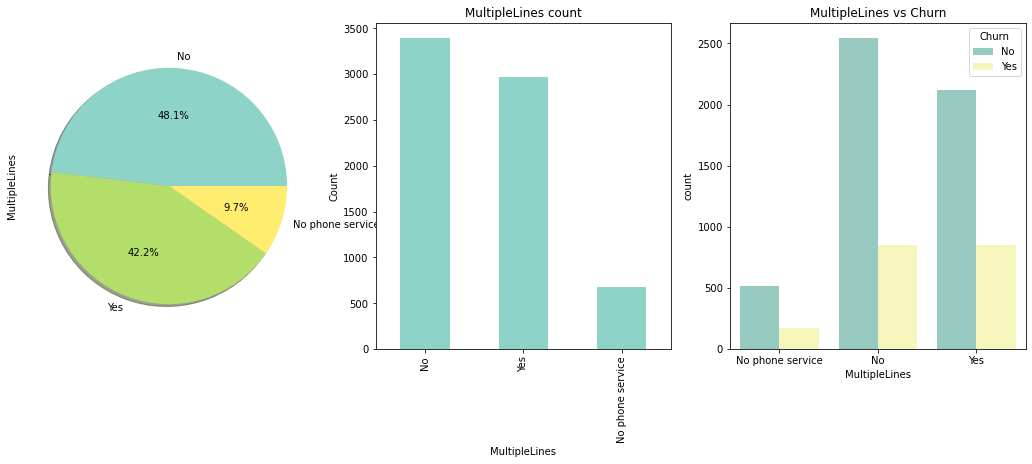 No
48.1%
MultipleLines
9.7%
No phone service
42.2%
Yes
MultipleLines count
3500
3000
2500
2000
1500
1000
500
0
Count
No
Yes
No phone service
MultipleLines
MultipleLines vs Churn
Churn
No
Yes
2500
2000
1500
1000
500
0
count
No phone service
No
Yes
MultipleLines